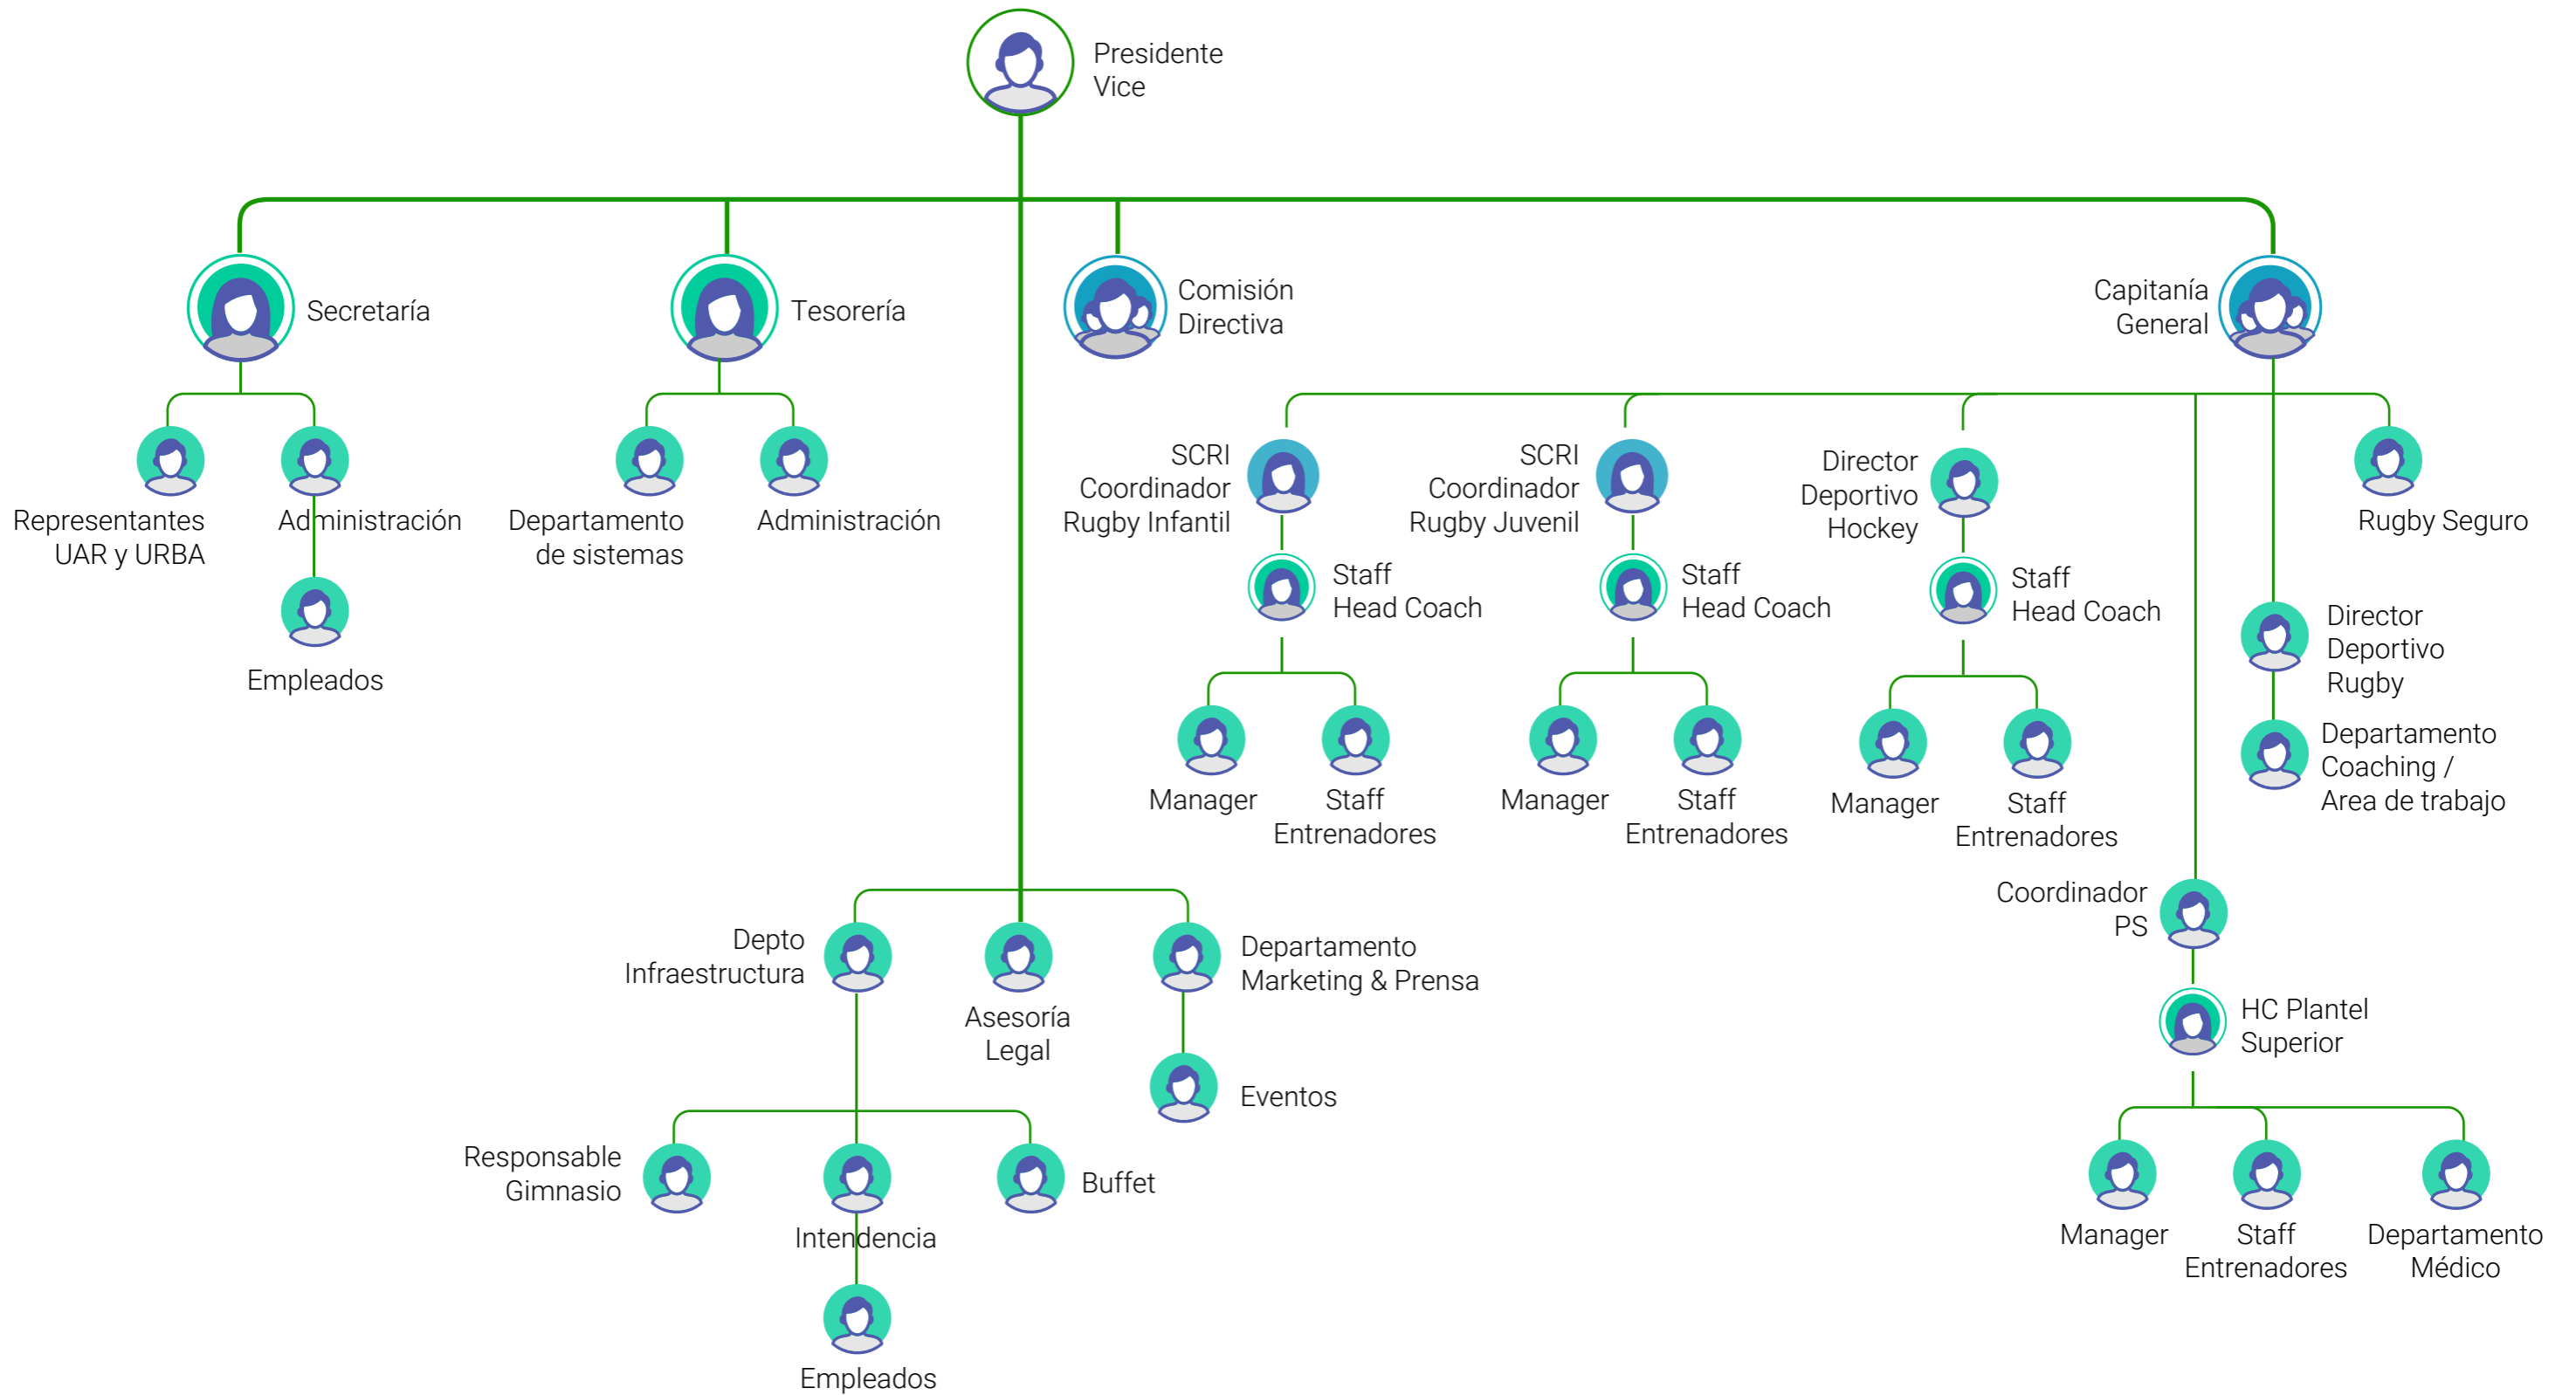 Presidente
Vice
Secretaría
Tesorería
Comisión
Directiva
Capitanía
General
Representantes
UAR y URBA
Administración
Empleados
Departamento
de sistemas
Administración
SCRI
Coordinador
Rugby Infantil
Staff
Head Coach
Manager
Staff
Entrenadores
SCRI
Coordinador
Rugby Juvenil
Staff
Head Coach
Manager
Staff
Entrenadores
Director
Deportivo
Hockey
Staff
Head Coach
Manager
Staff
Entrenadores
Rugby Seguro
Director
Deportivo
Rugby
Departamento
Coaching /
Area de trabajo
Coordinador
PS
HC Plantel
Superior
Manager
Staff
Entrenadores
Departamento
Médico
Depto
Infraestructura
Asesoría
Legal
Departamento
Marketing & Prensa
Eventos
Responsable
Gimnasio
Intendencia
Buffet
Empleados